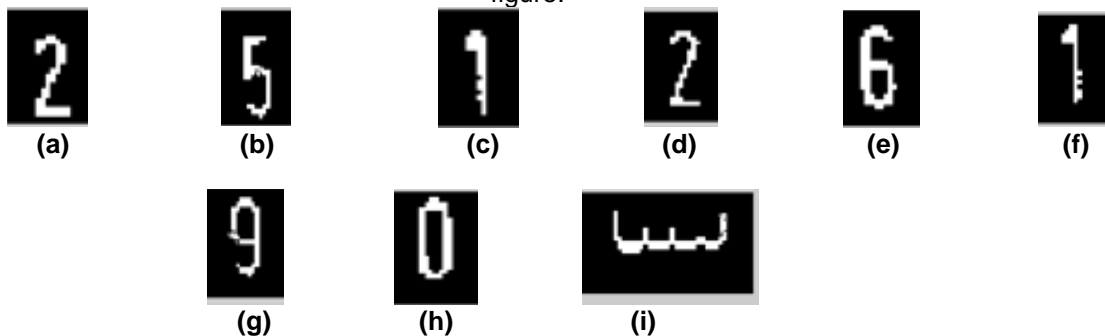 figure.
2 5 1 2 6 1
(a) (b) (c) (d) (e) (f)
9 0
(g) (h) (i)